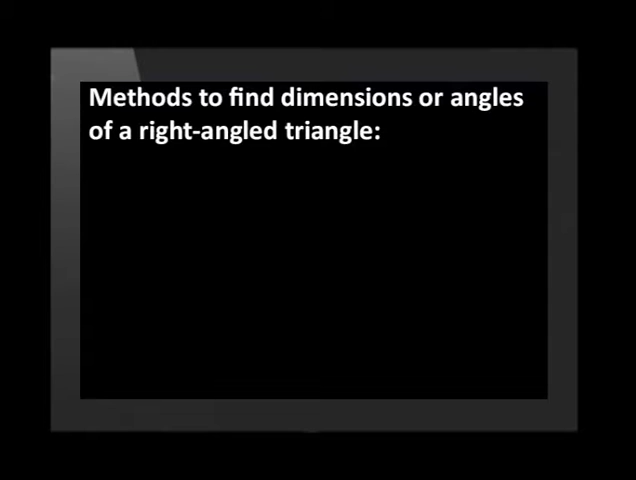 Methods to find dimensions or angles
of a right-angled triangle: